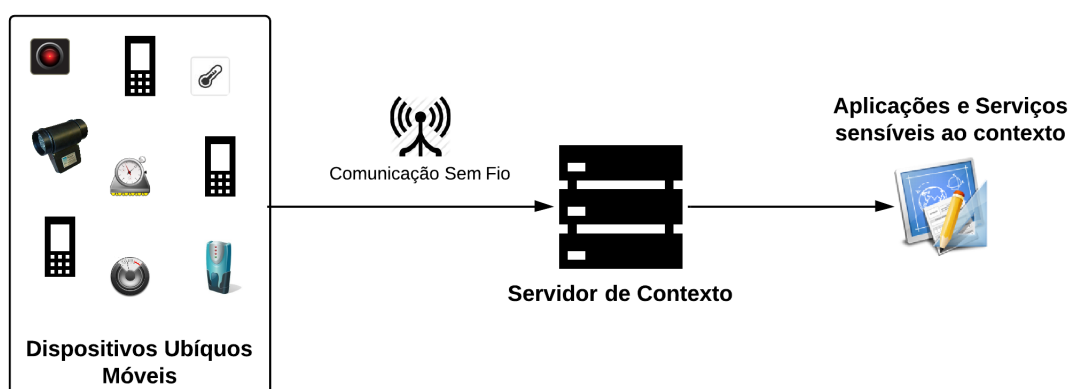 Aplicações e Serviços
sensíveis ao contexto
Comunicação Sem Fio
Servidor de Contexto
Dispositivos Ubíquos
Móveis